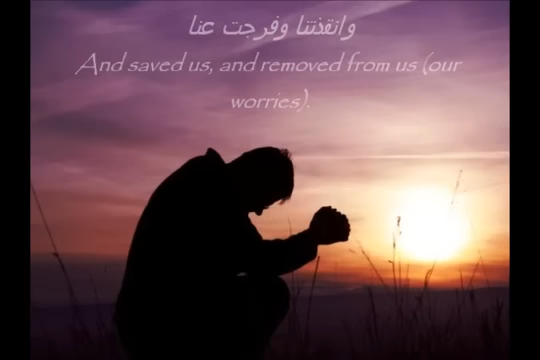 وانقذتنا وفرجت عنا
And saved us, and removed from us (our
worries).